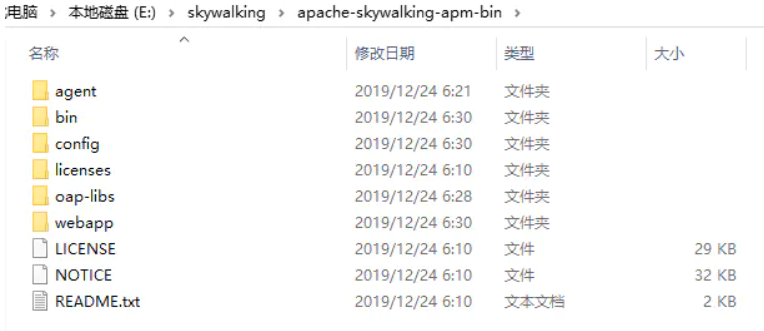 电脑 > 本地磁盘 (E:) > skywalking > apache-skywalking-apm-bin >
名称 修改日期 类型 大小
agent 2019/12/24 6:21 文件夹
bin 2019/12/24 6:30 文件夹
config 2019/12/24 6:30 文件夹
licenses 2019/12/24 6:10 文件夹
oap-libs 2019/12/24 6:28 文件夹
webapp 2019/12/24 6:30 文件夹
LICENSE 2019/12/24 6:10 文件 29 KB
NOTICE 2019/12/24 6:10 文件 32 KB
README.txt 2019/12/24 6:10 文本文档 2 KB